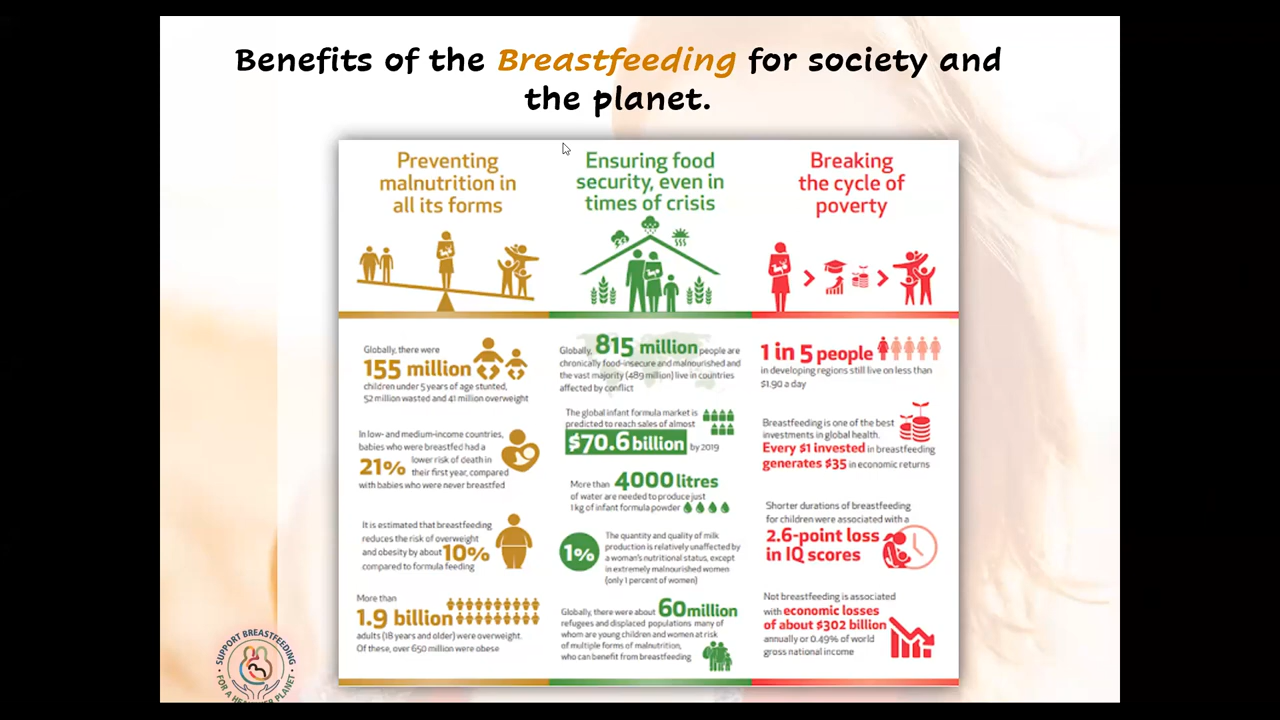 Benefits of the Breastfeeding for society and
the planet.
Preventing
malnutrition in
all its forms
Globally, there were
155 million
children under 5 years of age stunted,
52 million wasted and 41 million overweight
In low- and medium-income countries,
babies who were breastfed had a
21% lower risk of death in
their first year, compared
with babies who were never breastfed
It is estimated that breastfeeding
reduces the risk of overweight
and obesity by about 10%
compared to formula feeding
More than
1.9 billion
adults (18 years and older) were overweight.
Of these, over 650 million were obese
Ensuring food
security, even in
times of crisis
Globally, 815 million people are
chronically food-insecure and malnourished and
the vast majority (489 million) live in countries
affected by conflict
The global infant formula market is
predicted to reach sales of almost
$70.6 billion by 2019
More than 4000 litres
of water are needed to produce just
1 kg of infant formula powder
1%
The quantity and quality of milk
production is relatively unaffected by
a woman's nutritional status, except
in extremely malnourished women
(only 1 percent of women)
Globally, there were about 60 million
refugees and displaced populations many of
whom are young children and women at risk
of multiple forms of malnutrition,
who can benefit from breastfeeding
Breaking
the cycle of
poverty
1 in 5 people
in developing regions still live on less than
$1.90 a day
Breastfeeding is one of the best
investments in global health.
Every $1 invested in breastfeeding
generates $35 in economic returns
Shorter durations of breastfeeding
for children were associated with a
2.6-point loss
in IQ scores
Not breastfeeding is associated
with economic losses
of about $302 billion
annually or 0.49% of world
gross national income
SUPPORT BREASTFEEDING